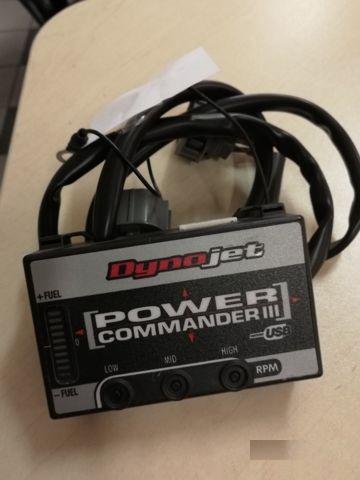 Dynojet
+FUEL
POWER
COMMANDER III
USB
0
LOW MID HIGH
-FUEL
RPM